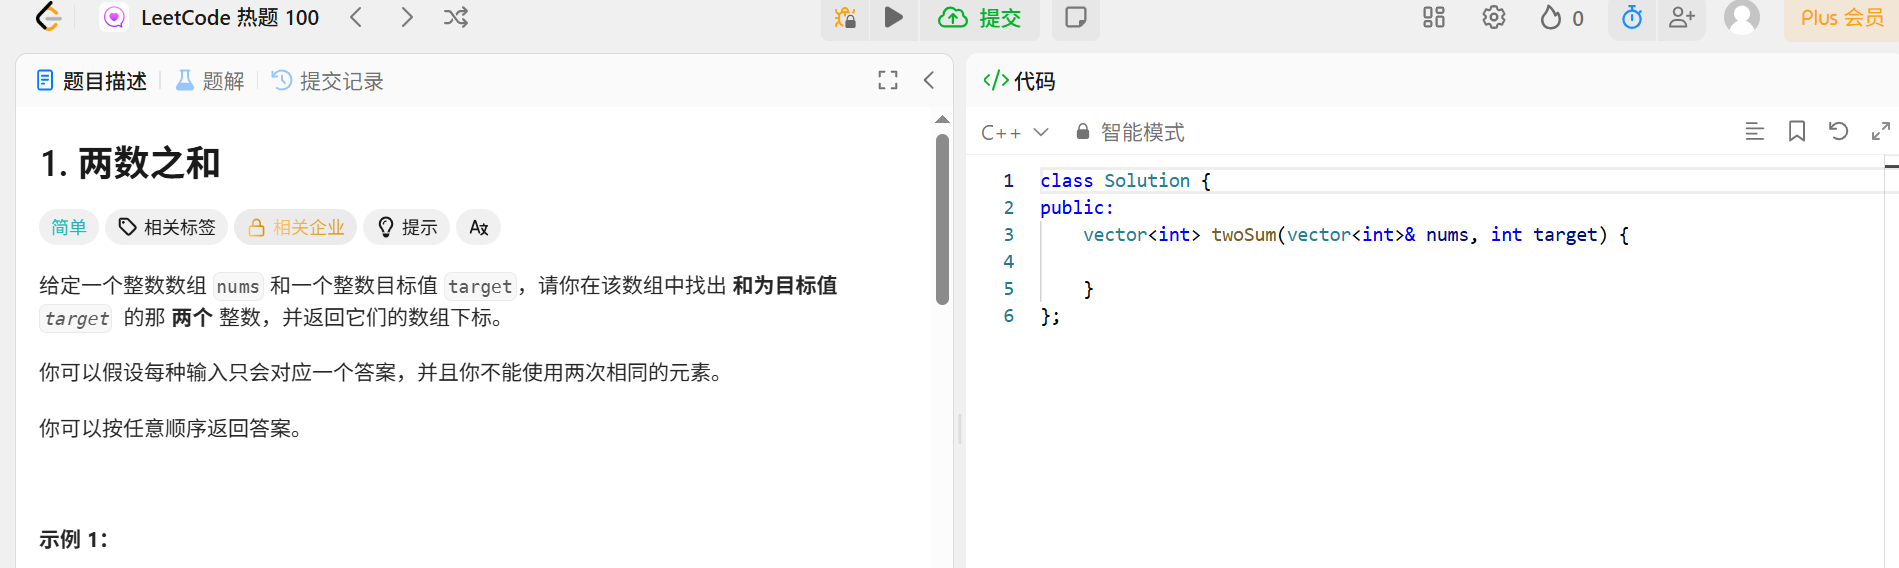 LeetCode 热题 100
提交
0
Plus 会员
题目描述
题解
提交记录
1. 两数之和
简单
相关标签
相关企业
提示
给定一个整数数组 nums 和一个整数目标值 target，请你在该数组中找出 和为目标值
target 的那 两个 整数，并返回它们的数组下标。
你可以假设每种输入只会对应一个答案，并且你不能使用两次相同的元素。
你可以按任意顺序返回答案。
示例 1：
</> 代码
C++
智能模式
1 class Solution {
2 public:
3     vector<int> twoSum(vector<int>& nums, int target) {
4
5     }
6 };